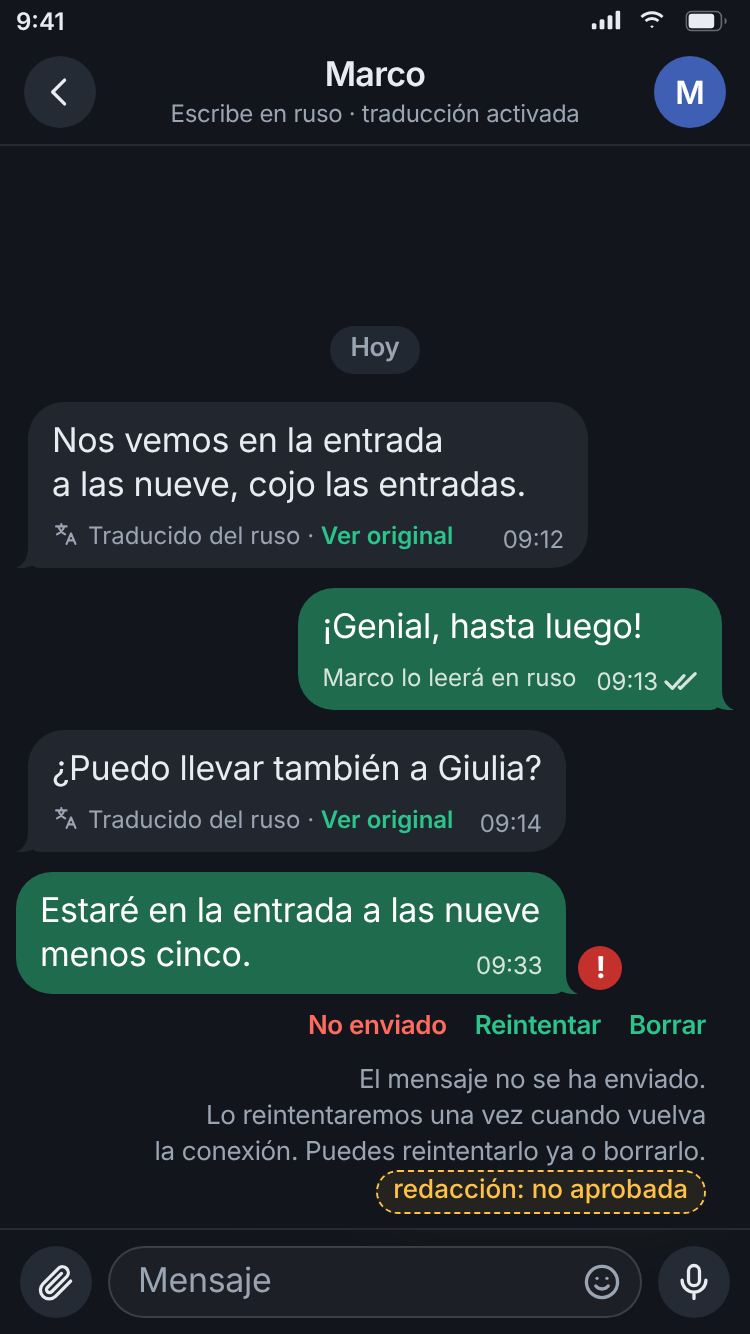 9:41
Marco
Escribe en ruso · traducción activada
M
Hoy
Nos vemos en la entrada
a las nueve, cojo las entradas.
Traducido del ruso · Ver original 09:12
¡Genial, hasta luego!
Marco lo leerá en ruso 09:13
¿Puedo llevar también a Giulia?
Traducido del ruso · Ver original 09:14
Estaré en la entrada a las nueve
menos cinco. 09:33
!
No enviado Reintentar Borrar
El mensaje no se ha enviado.
Lo reintentaremos una vez cuando vuelva
la conexión. Puedes reintentarlo ya o borrarlo.
redacción: no aprobada
Mensaje